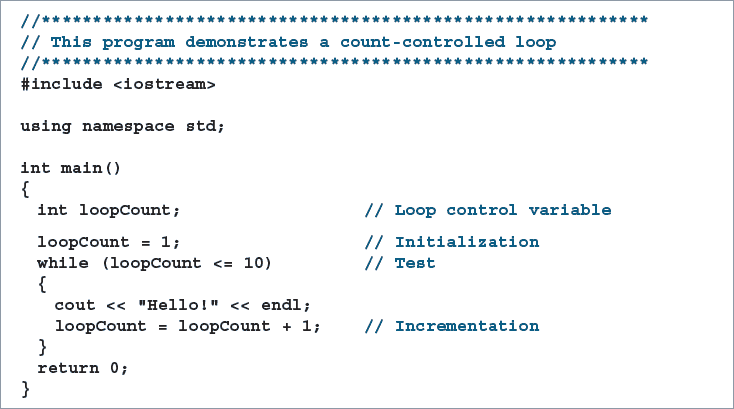 //***********************************************************
// This program demonstrates a count-controlled loop
//***********************************************************
#include <iostream>
using namespace std;
int main()
{
int loopCount; // Loop control variable
loopCount = 1; // Initialization
while (loopCount <= 10) // Test
{
cout << "Hello!" << endl;
loopCount = loopCount + 1; // Incrementation
}
return 0;
}